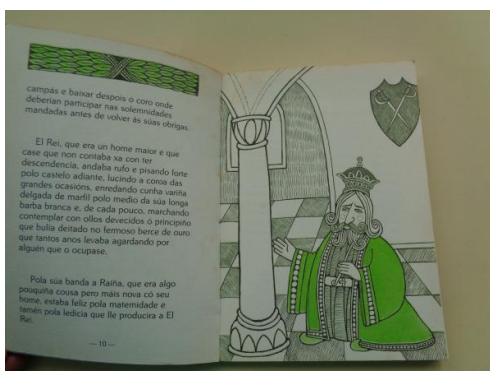 campás e baixar despois o coro onde
deberían participar nas solemnidades
mandadas antes de volver ás súas obrigas.
El Rei, que era un home maior e que
case que non contaba xa con ter
descendencia, andaba rufo e pisando forte
polo castelo adiante, lucindo a coroa das
grandes ocasións, enredando cunha variña
delgada de marfil polo medio da súa longa
barba branca e, de cada pouco, marchando
contemplar con ollos devecidos ó principiño
que bulía deitado no fermoso berce de ouro
que tantos anos levaba agardando por
alguén que o ocupase.
Pola súa banda a Raíña, que era algo
pouquiña cousa pero máis nova có seu
home, estaba feliz pola maternidade e
tamén pola ledicia que lle producira a El
Rei.
— 10 —